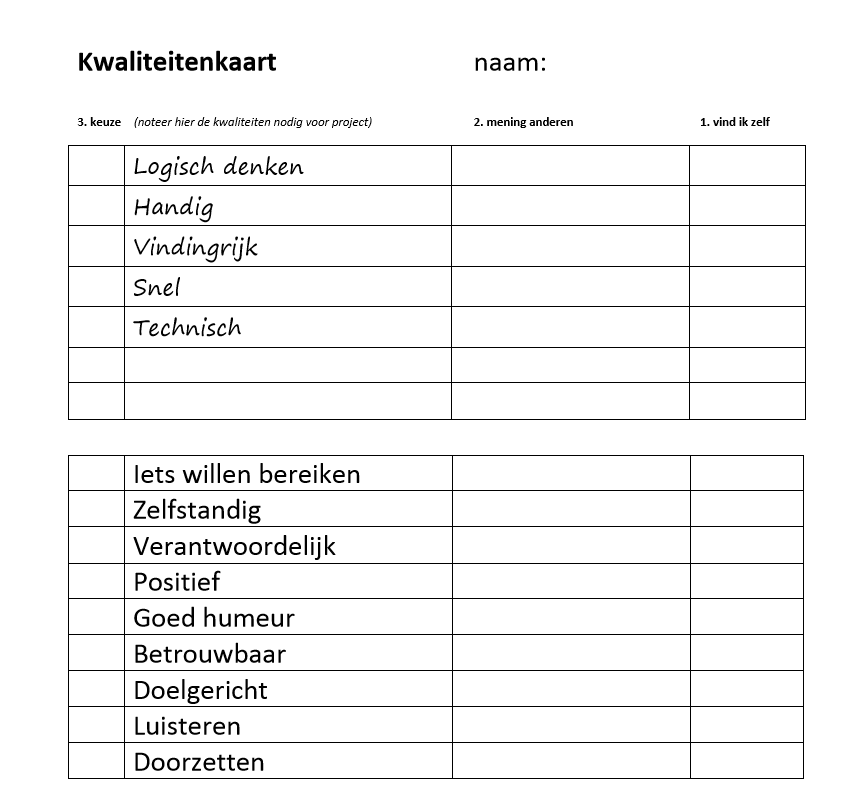 Kwaliteitenkaart naam:
3. keuze (noteer hier de kwaliteiten nodig voor project) 2. mening anderen 1. vind ik zelf
Logisch denken
Handig
Vindingrijk
Snel
Technisch
Iets willen bereiken
Zelfstandig
Verantwoordelijk
Positief
Goed humeur
Betrouwbaar
Doelgericht
Luisteren
Doorzetten